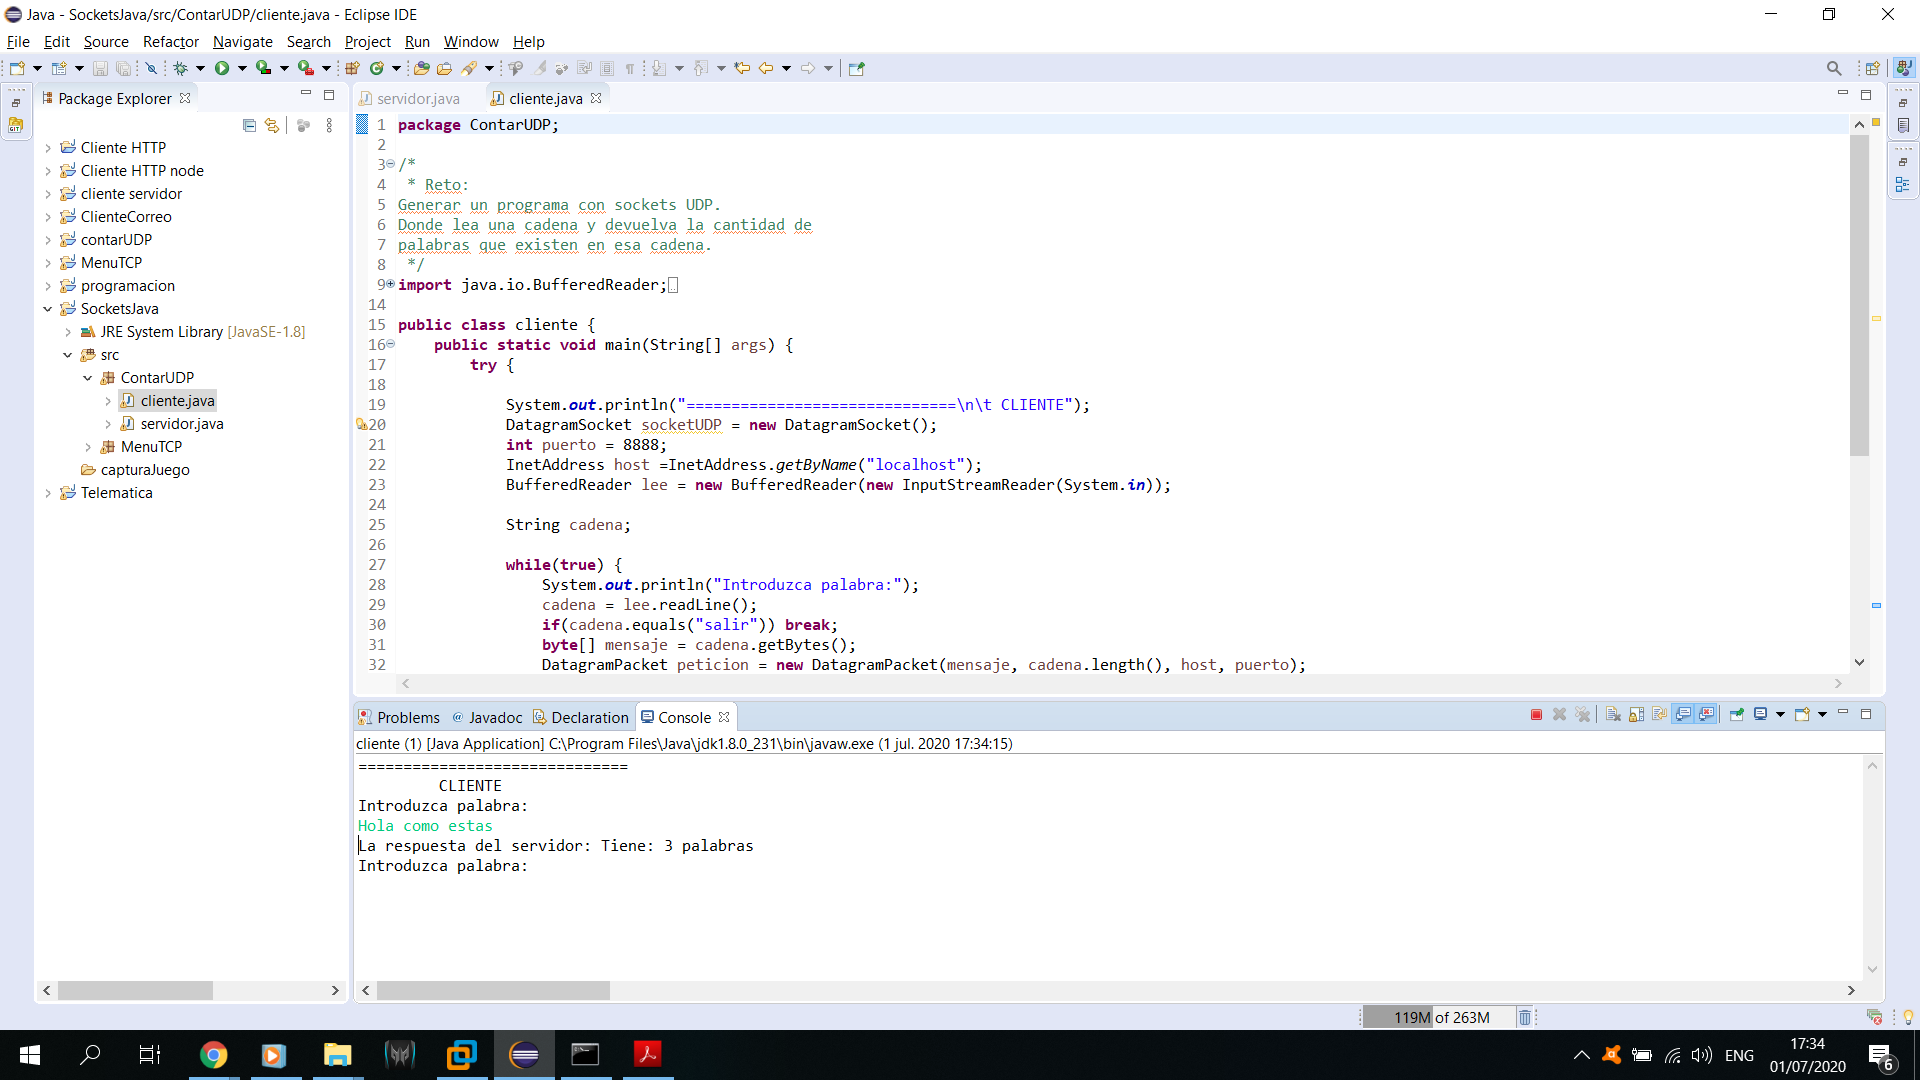 Java - SocketsJava/src/ContarUDP/cliente.java - Eclipse IDE
File Edit Source Refactor Navigate Search Project Run Window Help
Package Explorer
servidor.java
cliente.java
Cliente HTTP
Cliente HTTP node
cliente servidor
ClienteCorreo
contarUDP
MenuTCP
programacion
SocketsJava
JRE System Library [JavaSE-1.8]
src
ContarUDP
cliente.java
servidor.java
MenuTCP
capturaJuego
Telematica
1 package ContarUDP;
2
3 /*
4 * Reto:
5 Generar un programa con sockets UDP.
6 Donde lea una cadena y devuelva la cantidad de
7 palabras que existen en esa cadena.
8 */
9 import java.io.BufferedReader;
14
15 public class cliente {
16 public static void main(String[] args) {
17 try {
18
19 System.out.println("==============================\n\t CLIENTE");
20 DatagramSocket socketUDP = new DatagramSocket();
21 int puerto = 8888;
22 InetAddress host =InetAddress.getByName("localhost");
23 BufferedReader lee = new BufferedReader(new InputStreamReader(System.in));
24
25 String cadena;
26
27 while(true) {
28 System.out.println("Introduzca palabra:");
29 cadena = lee.readLine();
30 if(cadena.equals("salir")) break;
31 byte[] mensaje = cadena.getBytes();
32 DatagramPacket peticion = new DatagramPacket(mensaje, cadena.length(), host, puerto);
Problems @ Javadoc Declaration Console
cliente (1) [Java Application] C:\Program Files\Java\jdk1.8.0_231\bin\javaw.exe (1 jul. 2020 17:34:15)
==============================
CLIENTE
Introduzca palabra:
Hola como estas
La respuesta del servidor: Tiene: 3 palabras
Introduzca palabra:
119M of 263M
ENG
17:34
01/07/2020
6